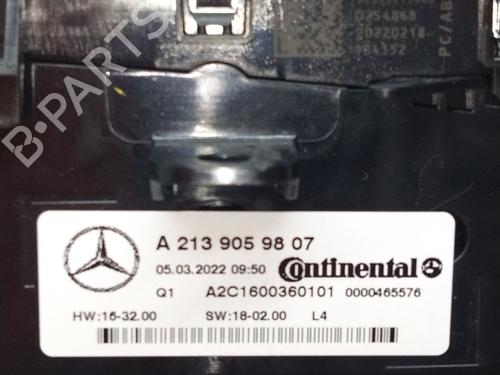 0254868
20220218
164352
PC/AB
B-PARTS
A 213 905 98 07
05.03.2022 09:50
Continental
Q1 A2C1600360101 0000465576
HW:16-32.00 SW:18-02.00 L4